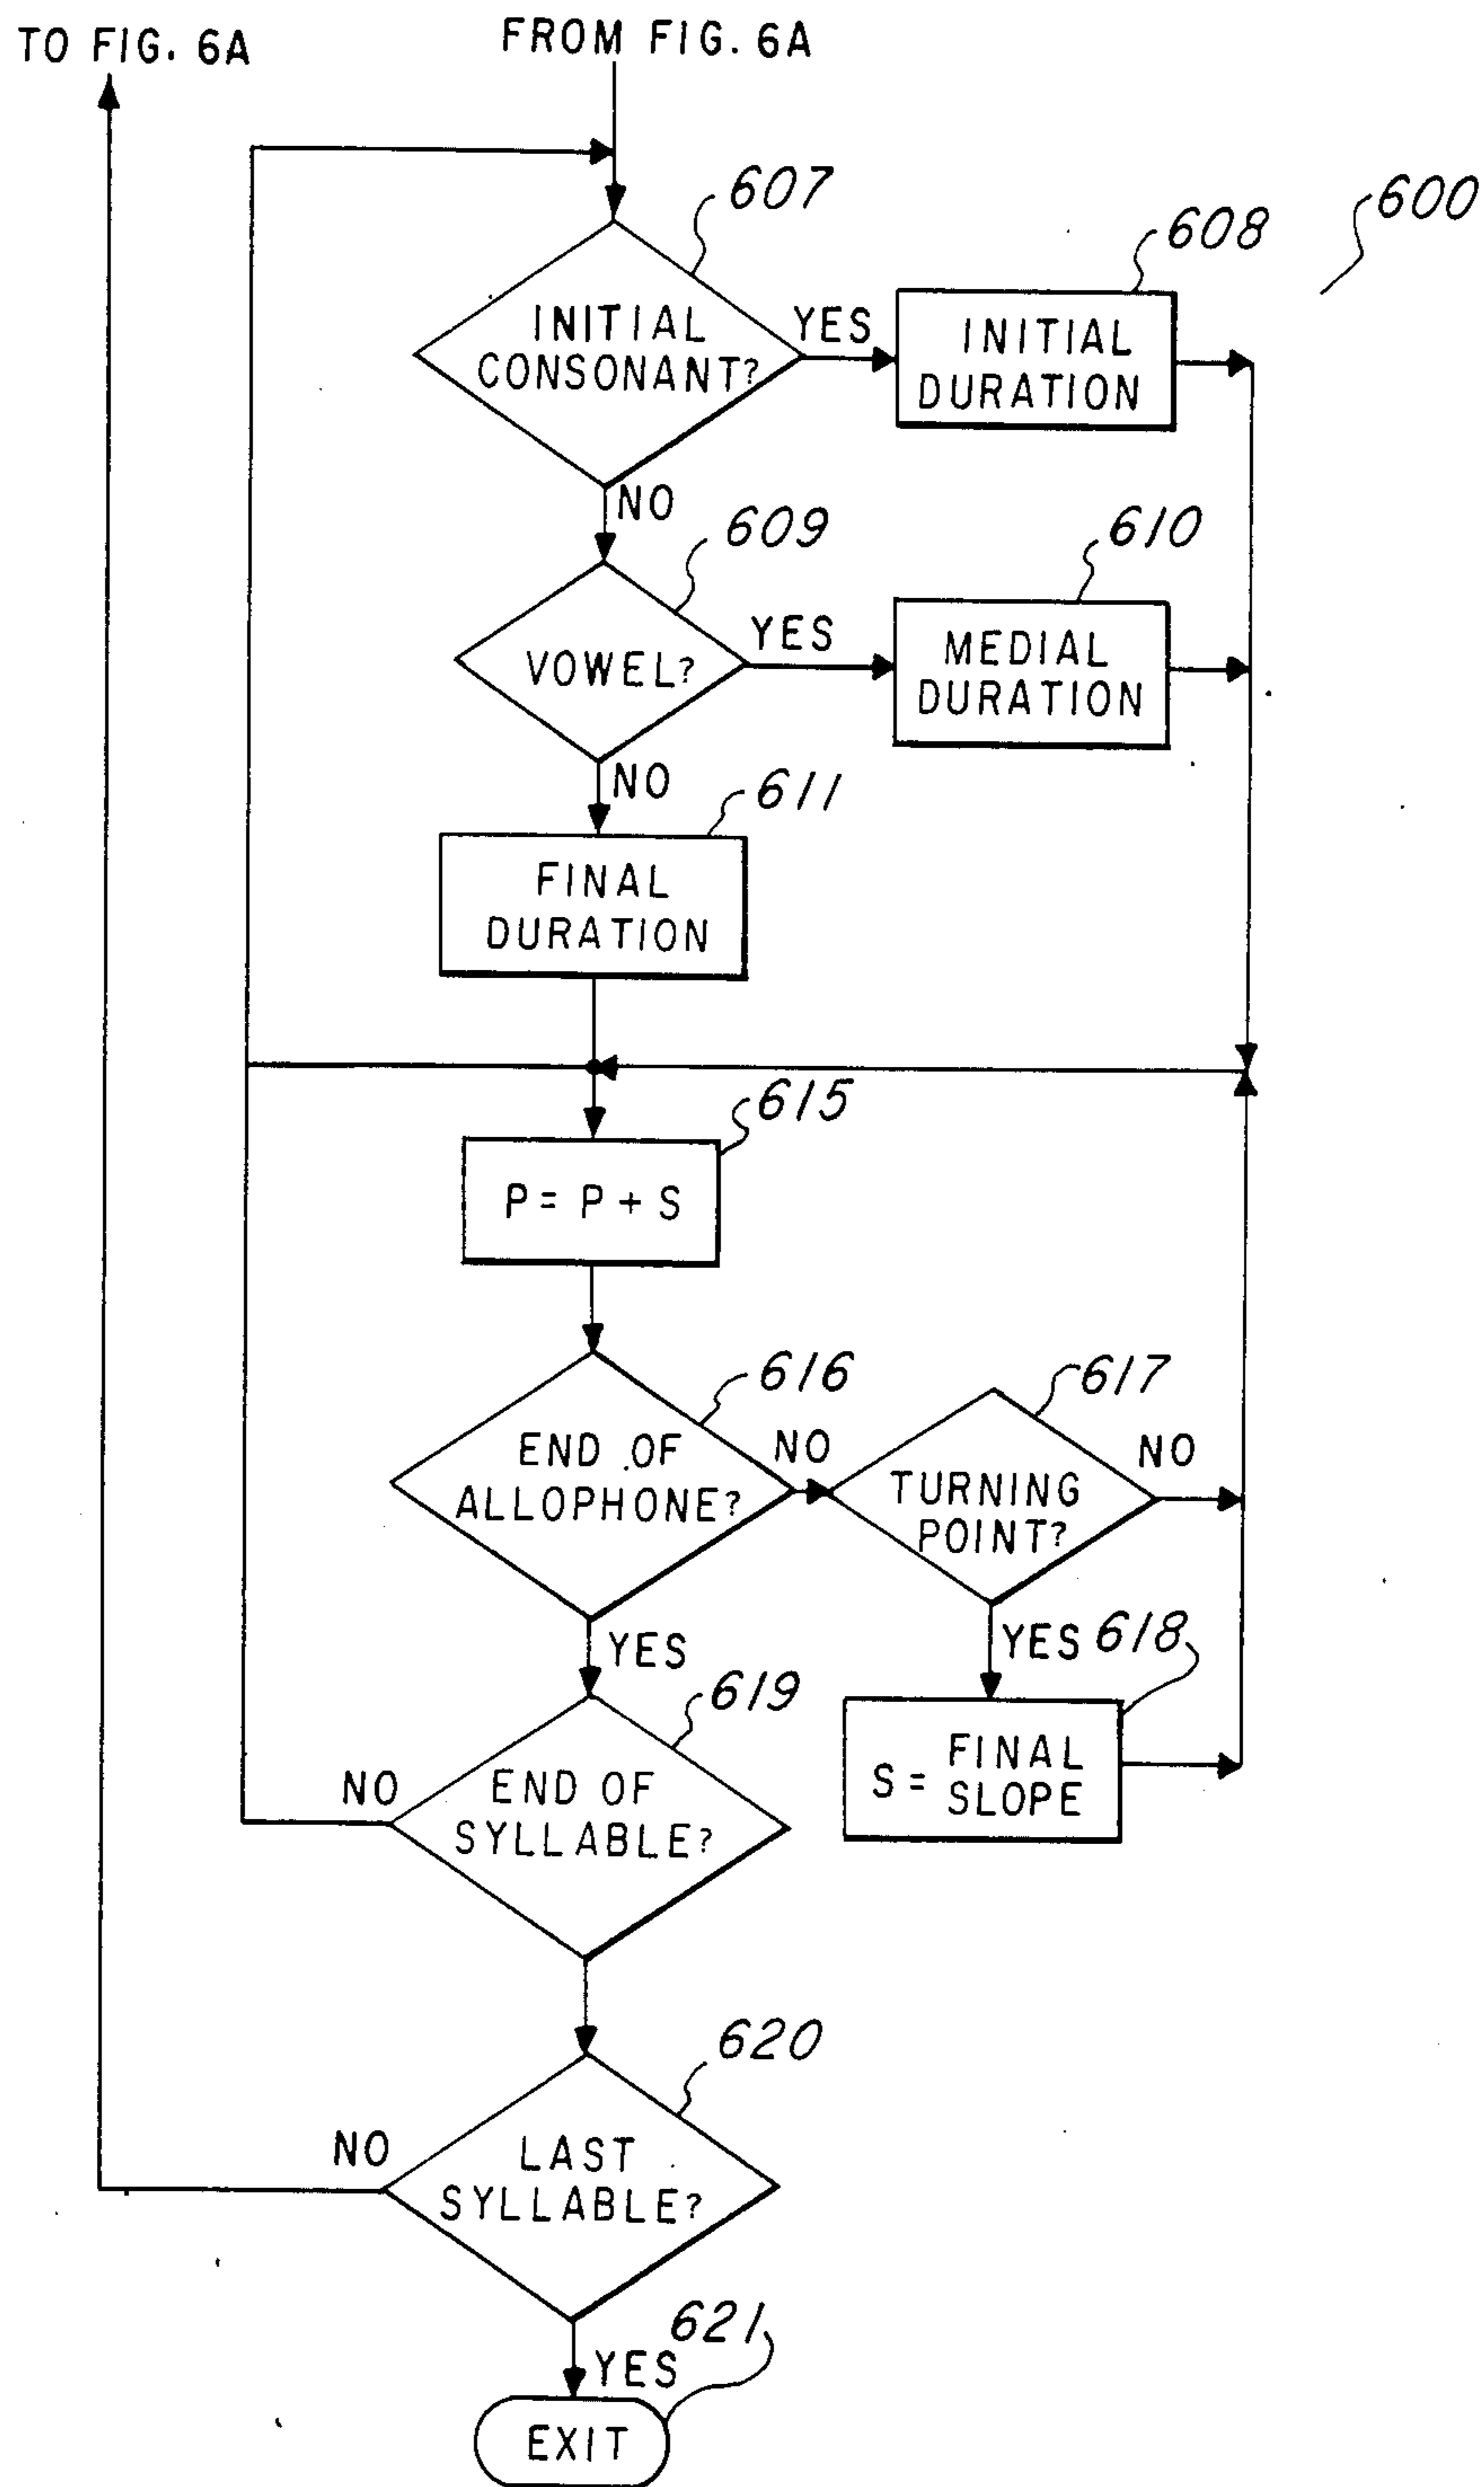 TO FIG. 6A
FROM FIG. 6A
607
600
608
INITIAL
CONSONANT?
YES
INITIAL
DURATION
NO
609
610
VOWEL?
YES
MEDIAL
DURATION
NO
611
FINAL
DURATION
615
P = P + S
616
617
END OF
ALLOPHONE?
NO
TURNING
POINT?
NO
YES
YES
618
619
NO
END OF
SYLLABLE?
S = FINAL
SLOPE
620
NO
LAST
SYLLABLE?
YES
621
EXIT